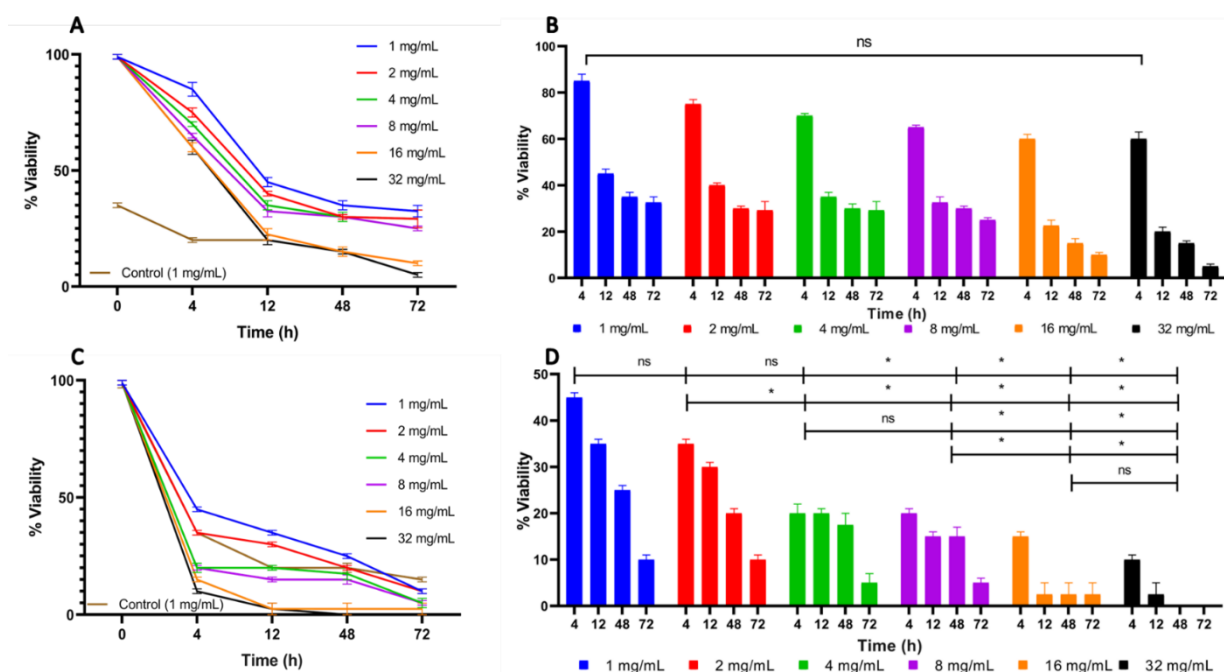 A
100
50
0
% Viability
1 mg/mL
2 mg/mL
4 mg/mL
8 mg/mL
16 mg/mL
32 mg/mL
Control (1 mg/mL)
0 4 12 48 72
Time (h)
B
ns
100
80
60
40
20
0
% Viability
4 12 48 72 4 12 48 72 4 12 48 72 4 12 48 72 4 12 48 72 4 12 48 72
Time (h)
1 mg/mL 2 mg/mL 4 mg/mL 8 mg/mL 16 mg/mL 32 mg/mL
C
100
50
0
% Viability
1 mg/mL
2 mg/mL
4 mg/mL
8 mg/mL
16 mg/mL
32 mg/mL
Control (1 mg/mL)
0 4 12 48 72
Time (h)
D
ns ns * * *
* * * *
ns * *
* *
ns
50
40
30
20
10
0
% Viability
4 12 48 72 4 12 48 72 4 12 48 72 4 12 48 72 4 12 48 72 4 12 48 72
Time (h)
1 mg/mL 2 mg/mL 4 mg/mL 8 mg/mL 16 mg/mL 32 mg/mL